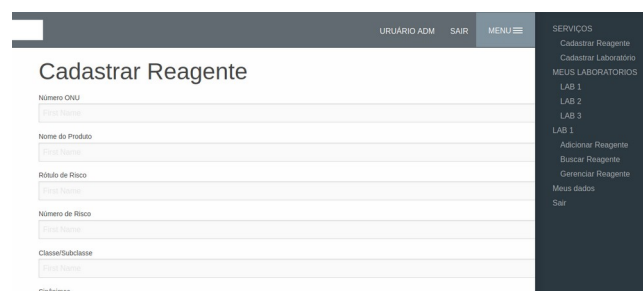 URUÁRIO ADM SAIR MENU
Cadastrar Reagente
Número ONU
First Name
Nome do Produto
First Name
Rótulo de Risco
First Name
Número de Risco
First Name
Classe/Subclasse
First Name
Sinônimos
SERVIÇOS
Cadastrar Reagente
Cadastrar Laboratório
MEUS LABORATORIOS
LAB 1
LAB 2
LAB 3
LAB 1
Adicionar Reagente
Buscar Reagente
Gerenciar Reagente
Meus dados
Sair